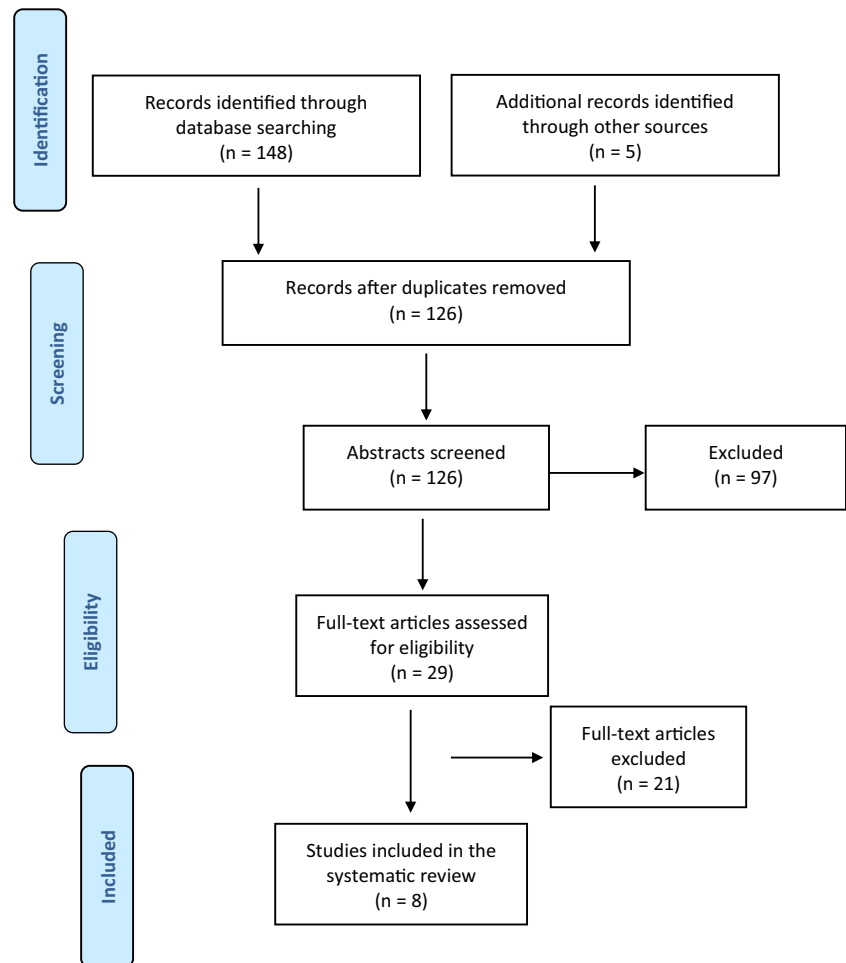 Identification
Records identified through
database searching
(n = 148)
Additional records identified
through other sources
(n = 5)
Screening
Records after duplicates removed
(n = 126)
Abstracts screened
(n = 126)
Excluded
(n = 97)
Eligibility
Full-text articles assessed
for eligibility
(n = 29)
Full-text articles
excluded
(n = 21)
Included
Studies included in the
systematic review
(n = 8)